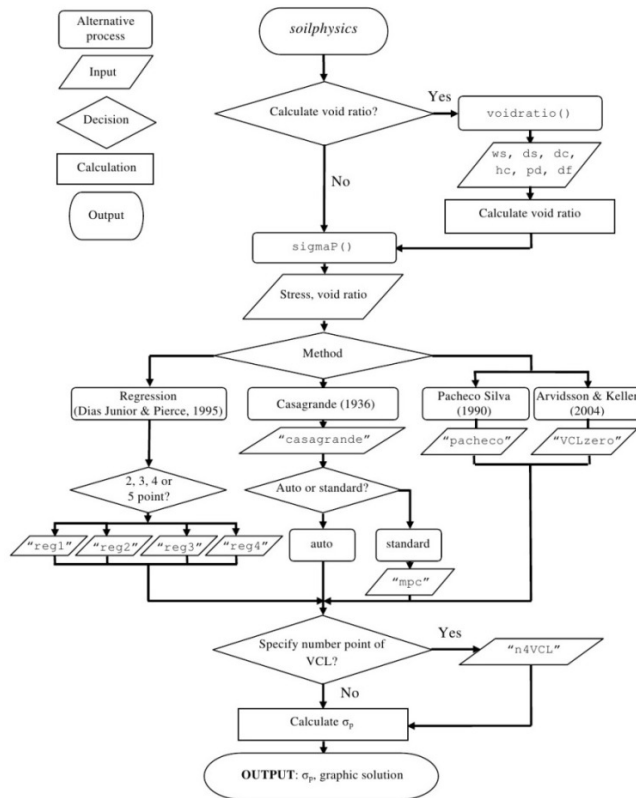 Alternative
process
Input
Decision
Calculation
Output
soilphysics
Calculate void ratio?
Yes
voidratio()
ws, ds, dc,
hc, pd, df
Calculate void ratio
No
sigmaP()
Stress, void ratio
Method
Regression
(Dias Junior & Pierce, 1995)
Casagrande (1936)
Pacheco Silva
(1990)
Arvidsson & Keller
(2004)
“casagrande”
“pacheco”
“VCLzero”
2, 3, 4 or
5 point?
Auto or standard?
“reg1”
“reg2”
“reg3”
“reg4”
auto
standard
“mpc”
Specify number point of
VCL?
Yes
“n4VCL”
No
Calculate σp
OUTPUT: σp, graphic solution